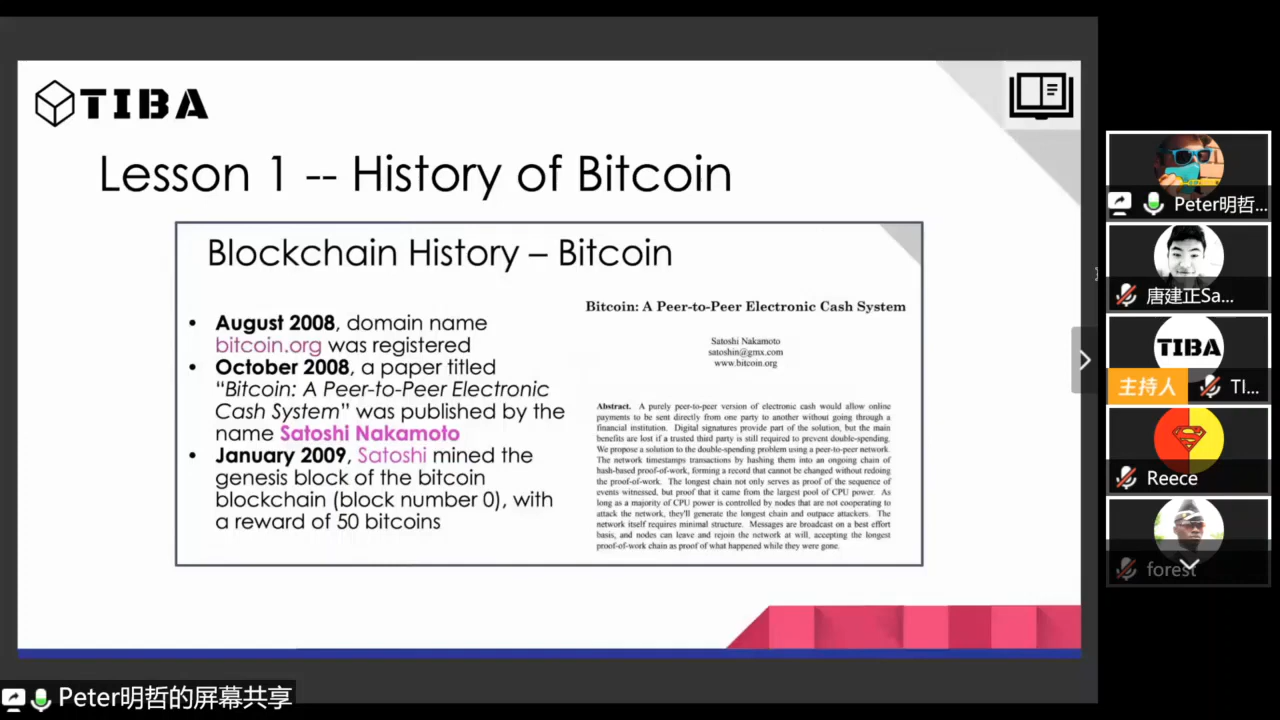 TIBA
Lesson 1 -- History of Bitcoin
Blockchain History – Bitcoin
• August 2008, domain name
bitcoin.org was registered
• October 2008, a paper titled
“Bitcoin: A Peer-to-Peer Electronic
Cash System” was published by the
name Satoshi Nakamoto
• January 2009, Satoshi mined the
genesis block of the bitcoin
blockchain (block number 0), with
a reward of 50 bitcoins
Bitcoin: A Peer-to-Peer Electronic Cash System
Satoshi Nakamoto
satoshin@gmx.com
www.bitcoin.org
Abstract. A purely peer-to-peer version of electronic cash would allow online
payments to be sent directly from one party to another without going through a
financial institution. Digital signatures provide part of the solution, but the main
benefits are lost if a trusted third party is still required to prevent double-spending.
We propose a solution to the double-spending problem using a peer-to-peer network.
The network timestamps transactions by hashing them into an ongoing chain of
hash-based proof-of-work, forming a record that cannot be changed without redoing
the proof-of-work. The longest chain not only serves as proof of the sequence of
events witnessed, but proof that it came from the largest pool of CPU power. As
long as a majority of CPU power is controlled by nodes that are not cooperating to
attack the network, they'll generate the longest chain and outpace attackers. The
network itself requires minimal structure. Messages are broadcast on a best effort
basis, and nodes can leave and rejoin the network at will, accepting the longest
proof-of-work chain as proof of what happened while they were gone.
Peter明哲...
唐建正Sa...
TIBA
主持人
TI...
Reece
forest
Peter明哲的屏幕共享